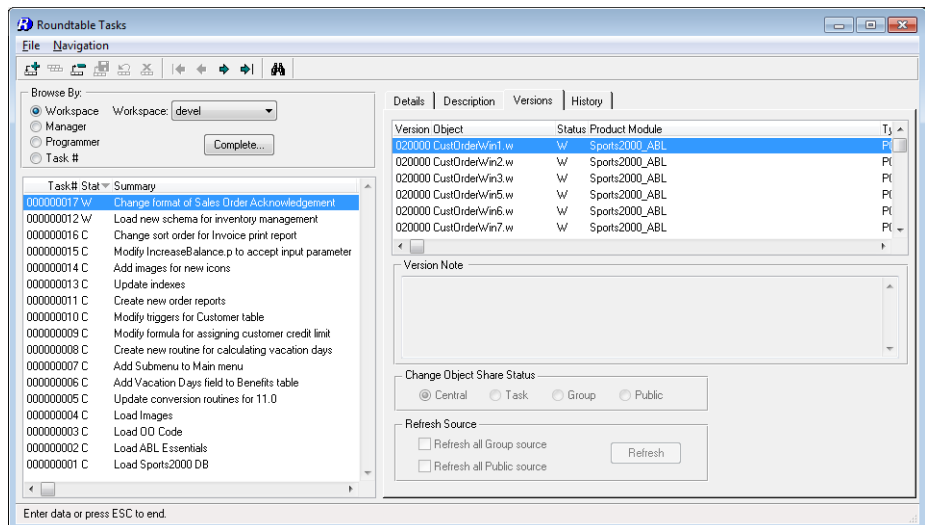 Roundtable Tasks
File Navigation
Browse By:
Workspace Workspace: devel
Manager
Programmer
Task #
Complete...
Task# Stat Summary
000000017 W Change format of Sales Order Acknowledgement
000000012 W Load new schema for inventory management
000000016 C Change sort order for Invoice print report
000000015 C Modify IncreaseBalance.p to accept input parameter
000000014 C Add images for new icons
000000013 C Update indexes
000000011 C Create new order reports
000000010 C Modify triggers for Customer table
000000009 C Modify formula for assigning customer credit limit
000000008 C Create new routine for calculating vacation days
000000007 C Add Submenu to Main menu
000000006 C Add Vacation Days field to Benefits table
000000005 C Update conversion routines for 11.0
000000004 C Load Images
000000003 C Load OO Code
000000002 C Load ABL Essentials
000000001 C Load Sports2000 DB
Details Description Versions History
Version Object Status Product Module
020000 CustOrderWin1.w W Sports2000_ABL
020000 CustOrderWin2.w W Sports2000_ABL
020000 CustOrderWin3.w W Sports2000_ABL
020000 CustOrderWin5.w W Sports2000_ABL
020000 CustOrderWin6.w W Sports2000_ABL
020000 CustOrderWin7.w W Sports2000_ABL
Version Note
Change Object Share Status
Central Task Group Public
Refresh Source
Refresh all Group source
Refresh all Public source
Refresh
Enter data or press ESC to end.